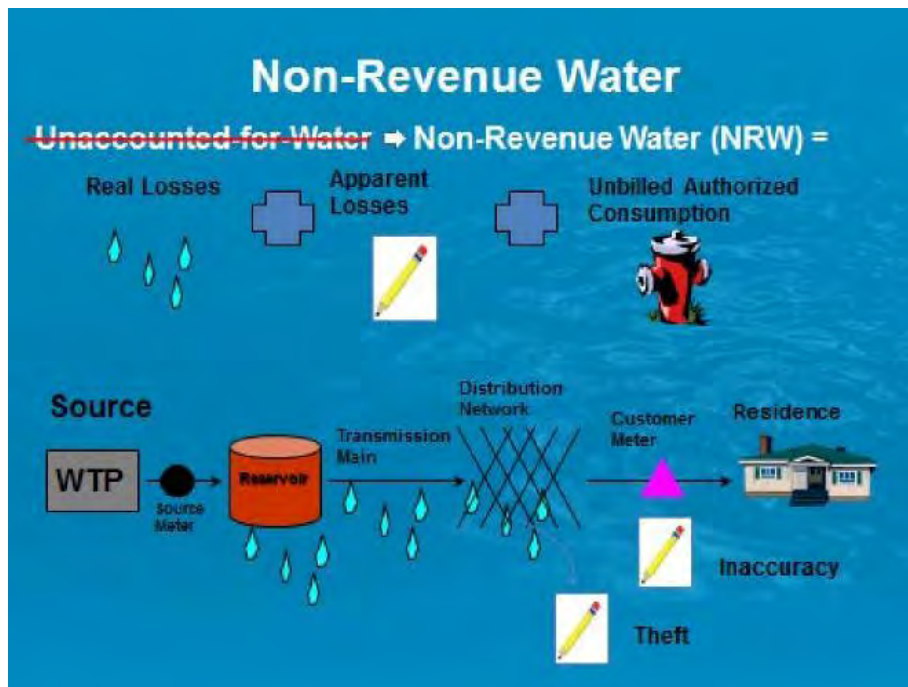 Non-Revenue Water
Unaccounted-for-Water ⇒ Non-Revenue Water (NRW) =
Real Losses
Apparent
Losses
Unbilled Authorized
Consumption
Source
WTP
Source
Meter
Reservoir
Transmission
Main
Distribution
Network
Customer
Meter
Residence
Inaccuracy
Theft